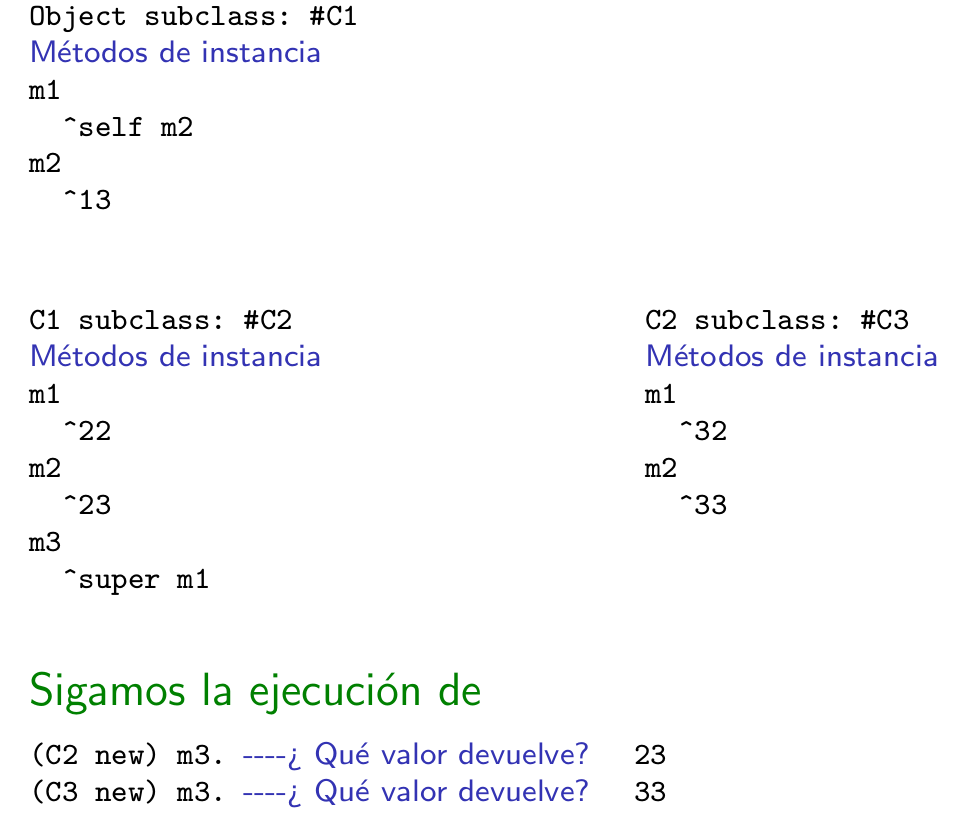 Object subclass: #C1
Métodos de instancia
m1
^self m2
m2
^13
C1 subclass: #C2
Métodos de instancia
m1
^22
m2
^23
m3
^super m1
C2 subclass: #C3
Métodos de instancia
m1
^32
m2
^33
Sigamos la ejecución de
(C2 new) m3. ----¿ Qué valor devuelve? 23
(C3 new) m3. ----¿ Qué valor devuelve? 33